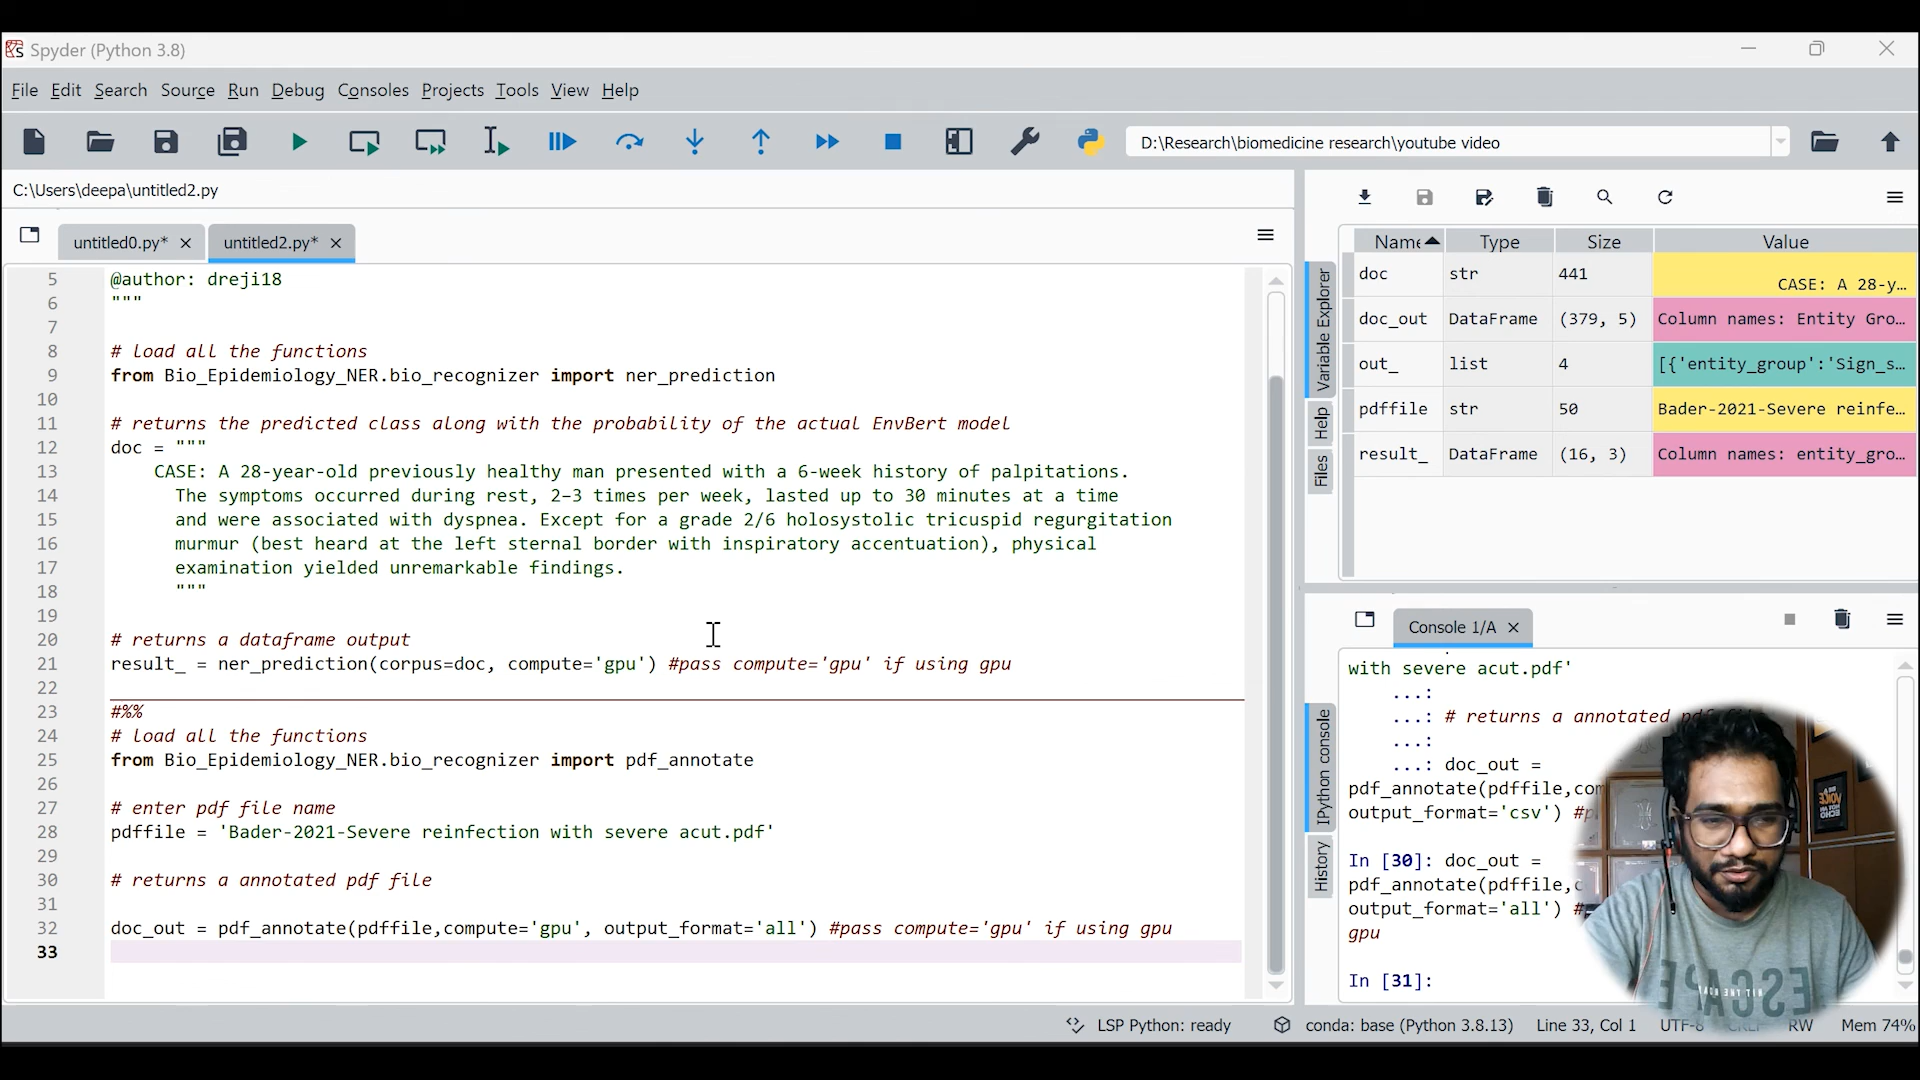 Spyder (Python 3.8)
File Edit Search Source Run Debug Consoles Projects Tools View Help
D:\Research\biomedicine research\youtube video
C:\Users\deepa\untitled2.py
untitled0.py*
untitled2.py*
5 @author: dreji18
6 """
7
8 # load all the functions
9 from Bio_Epidemiology_NER.bio_recognizer import ner_prediction
10
11 # returns the predicted class along with the probability of the actual EnvBert model
12 doc = """
13 CASE: A 28-year-old previously healthy man presented with a 6-week history of palpitations.
14 The symptoms occurred during rest, 2–3 times per week, lasted up to 30 minutes at a time
15 and were associated with dyspnea. Except for a grade 2/6 holosystolic tricuspid regurgitation
16 murmur (best heard at the left sternal border with inspiratory accentuation), physical
17 examination yielded unremarkable findings.
18 """
19
20 # returns a dataframe output
21 result_ = ner_prediction(corpus=doc, compute='gpu') #pass compute='gpu' if using gpu
22
23 #%%
24 # load all the functions
25 from Bio_Epidemiology_NER.bio_recognizer import pdf_annotate
26
27 # enter pdf file name
28 pdffile = 'Bader-2021-Severe reinfection with severe acut.pdf'
29
30 # returns a annotated pdf file
31
32 doc_out = pdf_annotate(pdffile,compute='gpu', output_format='all') #pass compute='gpu' if using gpu
33
Variable Explorer
Help
Files
Name Type Size Value
doc str 441 CASE: A 28-y…
doc_out DataFrame (379, 5) Column names: Entity Gro…
out_ list 4 [{'entity_group':'Sign_s…
pdffile str 50 Bader-2021-Severe reinfe…
result_ DataFrame (16, 3) Column names: entity_gro…
Console 1/A
IPython console
History
with severe acut.pdf'
...:
...: # returns a annotated
...:
...: doc_out =
pdf_annotate(pdffile,
output_format='csv')
In [30]: doc_out =
pdf_annotate(pdffile,
output_format='all') #
gpu
In [31]:
ESCAPE
LSP Python: ready
conda: base (Python 3.8.13)
Line 33, Col 1
UTF-8
CRLF
RW
Mem 74%